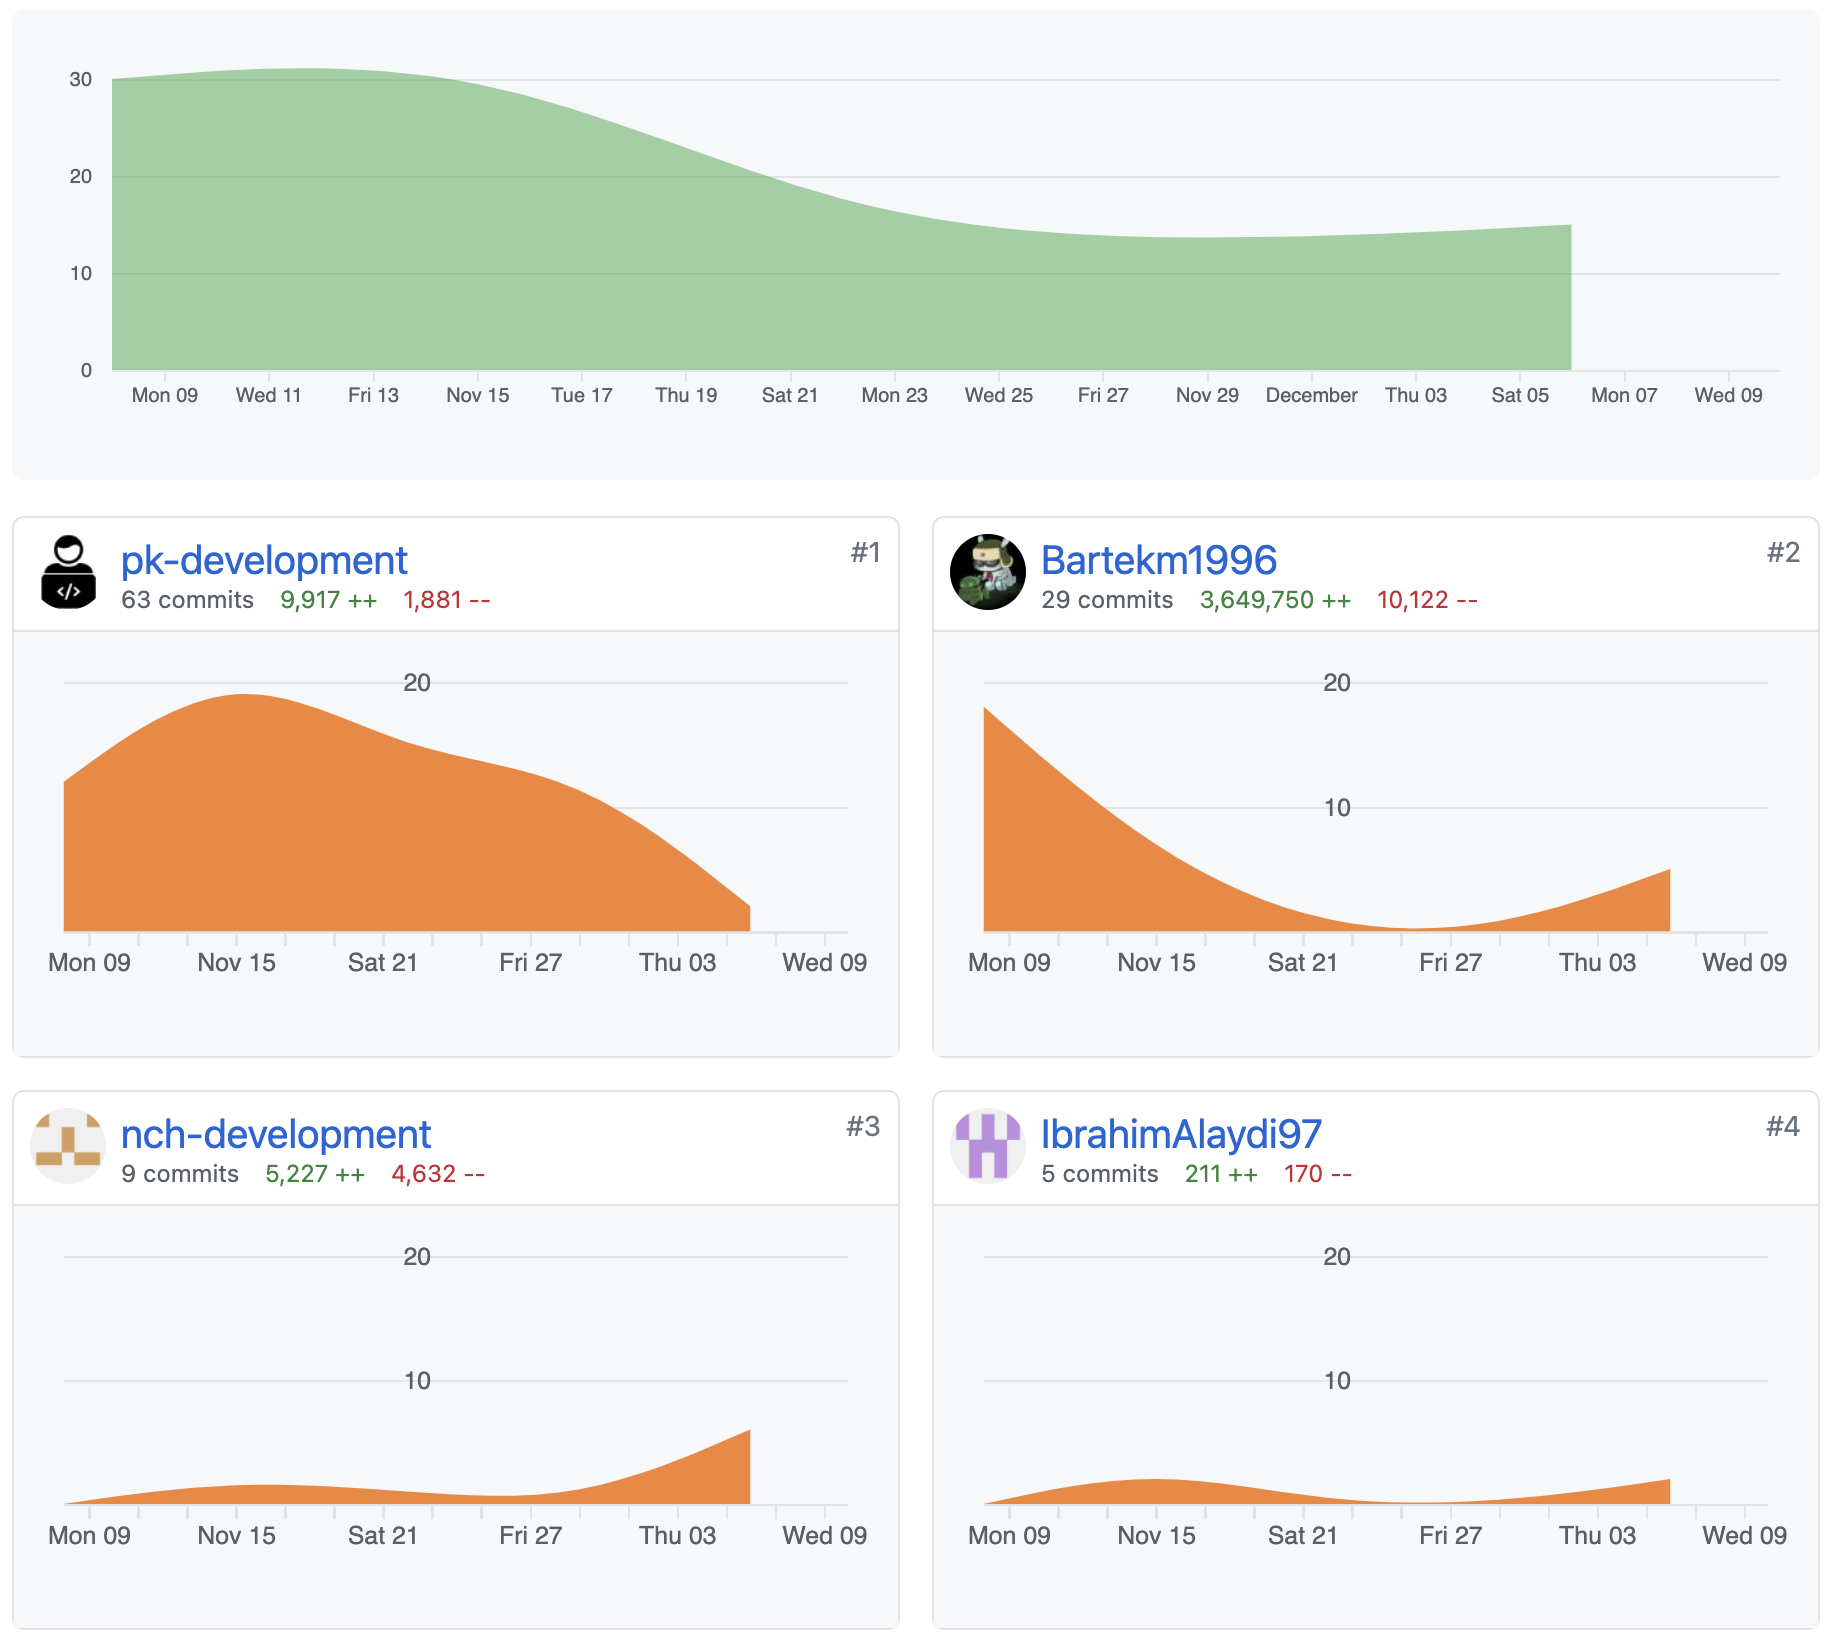 30
20
10
0
Mon 09 Wed 11 Fri 13 Nov 15 Tue 17 Thu 19 Sat 21 Mon 23 Wed 25 Fri 27 Nov 29 December Thu 03 Sat 05 Mon 07 Wed 09
</>
pk-development #1
63 commits 9,917 ++ 1,881 --
20
Mon 09 Nov 15 Sat 21 Fri 27 Thu 03 Wed 09
Bartekm1996 #2
29 commits 3,649,750 ++ 10,122 --
20
10
Mon 09 Nov 15 Sat 21 Fri 27 Thu 03 Wed 09
nch-development #3
9 commits 5,227 ++ 4,632 --
20
10
Mon 09 Nov 15 Sat 21 Fri 27 Thu 03 Wed 09
IbrahimAlaydi97 #4
5 commits 211 ++ 170 --
20
10
Mon 09 Nov 15 Sat 21 Fri 27 Thu 03 Wed 09